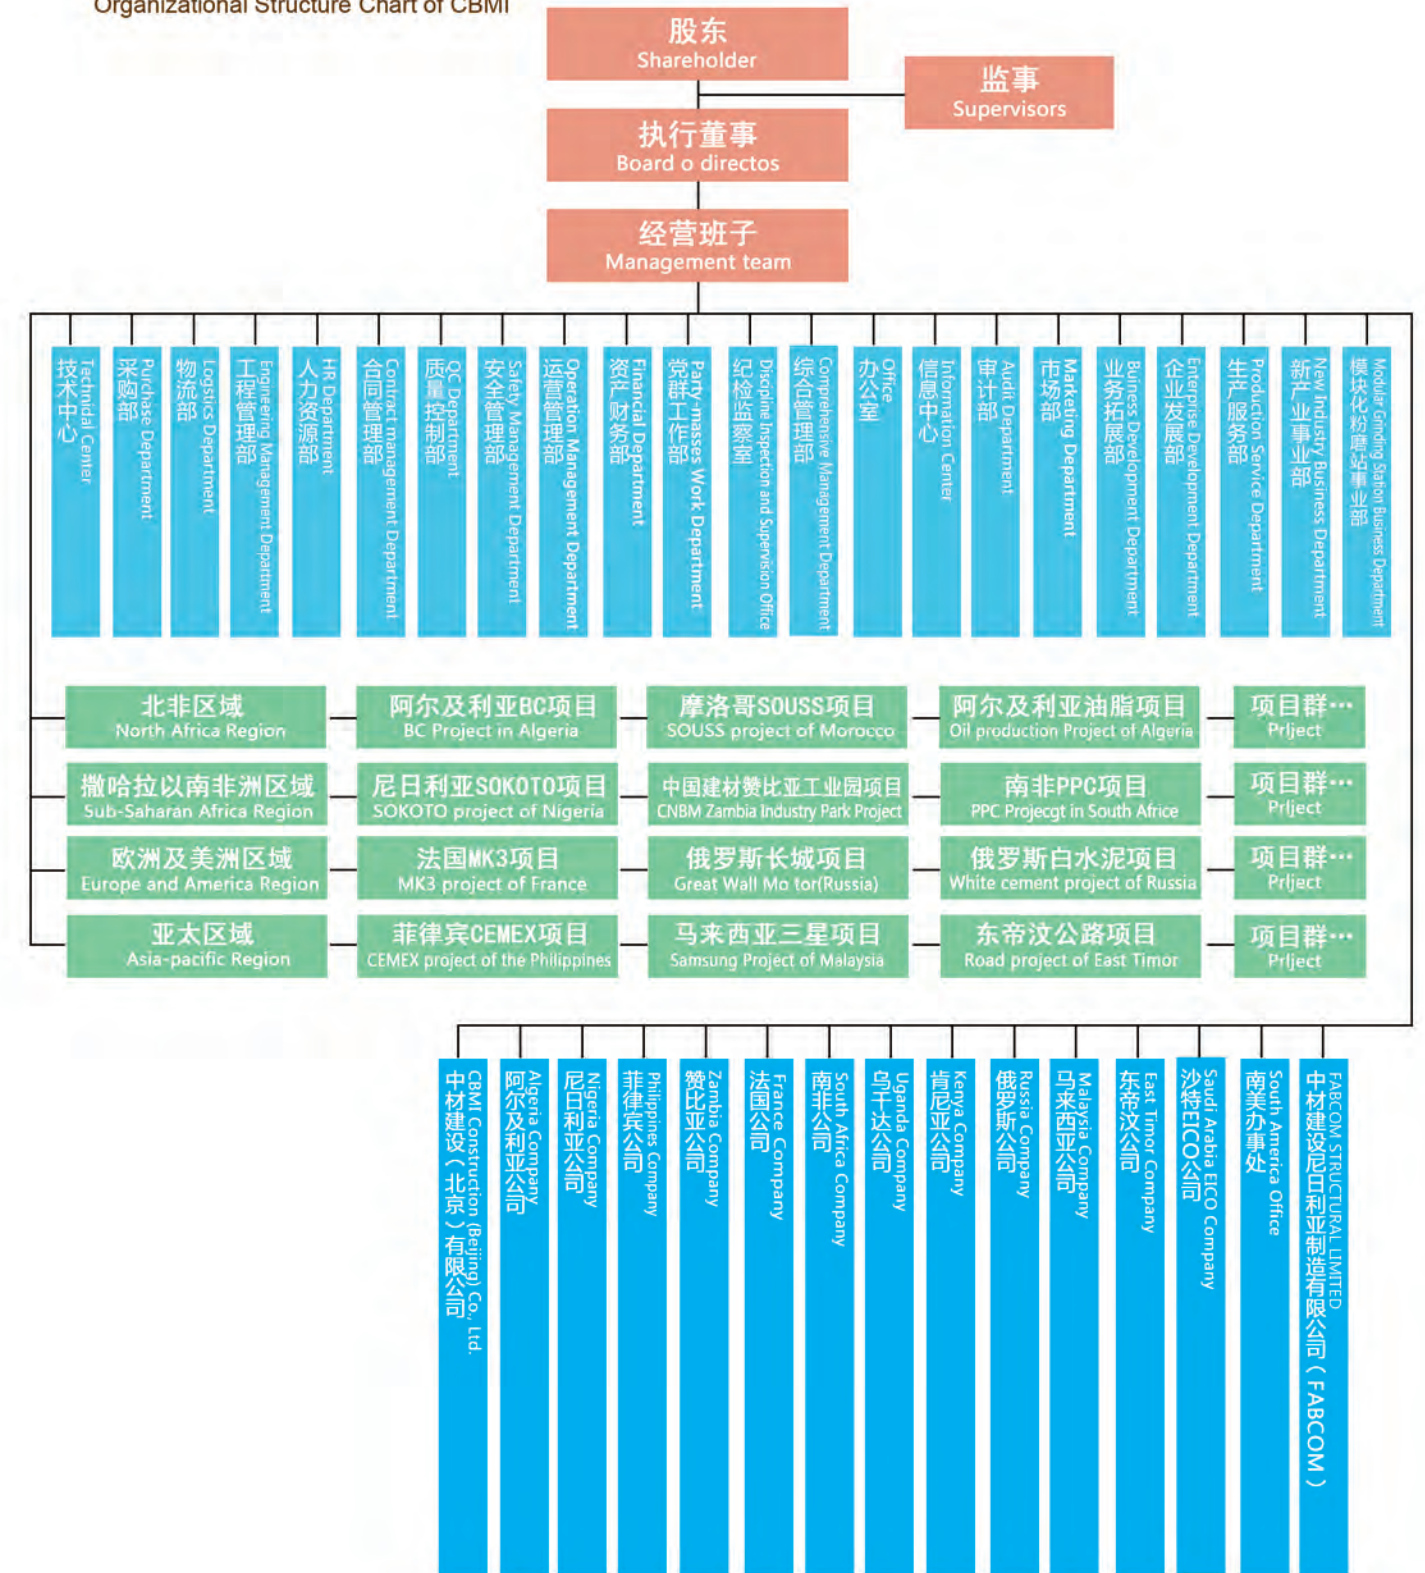 Organizational Structure Chart of CBMI
股东
Shareholder
监事
Supervisors
执行董事
Board o directos
经营班子
Management team
技术中心
Technidal Center
采购部
Purchase Department
物流部
Logstics Department
工程管理部
Engineering Management Department
人力资源部
HR Department
合同管理部
Contract management Department
质量控制部
QC Department
安全管理部
Safety Management Department
运营管理部
Operation Management Department
资产财务部
Financial Department
党群工作部
Party-masses Work Department
纪检监察室
Discipline Inspection and Supervision Office
综合管理部
Comprehensive Management Department
办公室
Office
信息中心
Information Center
审计部
Audit Department
市场部
Marketing Department
业务拓展部
Buiness Development Department
企业发展部
Enterprise Development Department
生产服务部
Production Service Department
新产业事业部
New Industry Business Department
模块化粉磨站事业部
Modular Grinding Station Business Department
北非区域
North Africa Region
阿尔及利亚BC项目
BC Project in Algeria
摩洛哥SOUSS项目
SOUSS project of Morocco
阿尔及利亚油脂项目
Oil production Project of Algeria
项目群…
Prlject
撒哈拉以南非洲区域
Sub-Saharan Africa Region
尼日利亚SOKOTO项目
SOKOTO project of Nigeria
中国建材赞比亚工业园项目
CNBM Zambia Industry Park Project
南非PPC项目
PPC Projecgt in South Africe
项目群…
Prlject
欧洲及美洲区域
Europe and America Region
法国MK3项目
MK3 project of France
俄罗斯长城项目
Great Wall Mo tor(Russia)
俄罗斯白水泥项目
White cement project of Russia
项目群…
Prlject
亚太区域
Asia-pacific Region
菲律宾CEMEX项目
CEMEX project of the Philippines
马来西亚三星项目
Samsung Project of Malaysia
东帝汶公路项目
Road project of East Timor
项目群…
Prlject
中材建设（北京）有限公司
CBMI Construction (Beijing) Co., Ltd.
阿尔及利亚公司
Algeria Company
尼日利亚公司
Nigeria Company
菲律宾公司
Philippines Company
赞比亚公司
Zambia Company
法国公司
France Company
南非公司
South Africa Company
乌干达公司
Uganda Company
肯尼亚公司
Kenya Company
俄罗斯公司
Russia Company
马来西亚公司
Malaysia Company
东帝汶公司
East Timor Company
沙特EICO公司
Saudi Arabia EICO Company
南美办事处
South America Office
中材建设尼日利亚制造有限公司（FABCOM）
FABCOM STRUCTURAL LIMITED